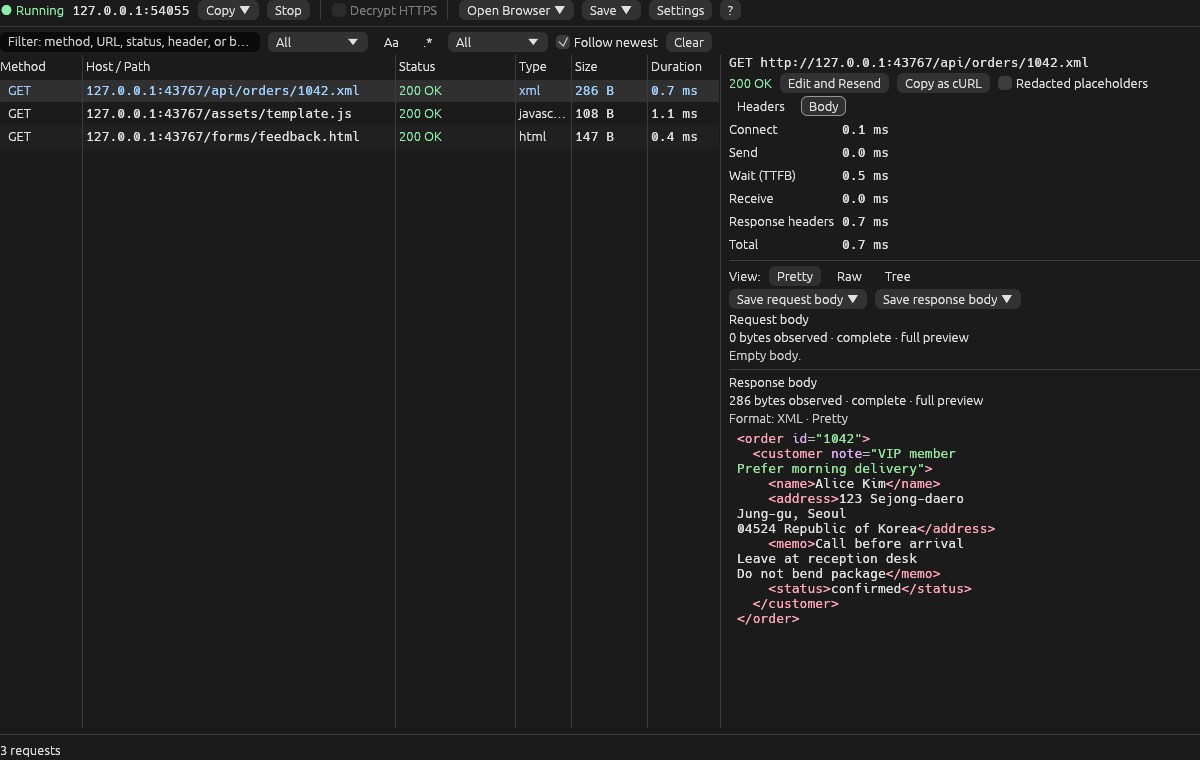 Running 127.0.0.1:54055 Copy ▼ Stop Decrypt HTTPS Open Browser ▼ Save ▼ Settings ?
Filter: method, URL, status, header, or b… All ▼ Aa .* All ▼ Follow newest Clear
Method Host / Path Status Type Size Duration
GET 127.0.0.1:43767/api/orders/1042.xml 200 OK xml 286 B 0.7 ms
GET 127.0.0.1:43767/assets/template.js 200 OK javasc… 108 B 1.1 ms
GET 127.0.0.1:43767/forms/feedback.html 200 OK html 147 B 0.4 ms
GET http://127.0.0.1:43767/api/orders/1042.xml
200 OK Edit and Resend Copy as cURL Redacted placeholders
Headers Body
Connect 0.1 ms
Send 0.0 ms
Wait (TTFB) 0.5 ms
Receive 0.0 ms
Response headers 0.7 ms
Total 0.7 ms
View: Pretty Raw Tree
Save request body ▼ Save response body ▼
Request body
0 bytes observed · complete · full preview
Empty body.
Response body
286 bytes observed · complete · full preview
Format: XML · Pretty
<order id="1042">
  <customer note="VIP member
Prefer morning delivery">
    <name>Alice Kim</name>
    <address>123 Sejong-daero
Jung-gu, Seoul
04524 Republic of Korea</address>
    <memo>Call before arrival
Leave at reception desk
Do not bend package</memo>
    <status>confirmed</status>
  </customer>
</order>
3 requests